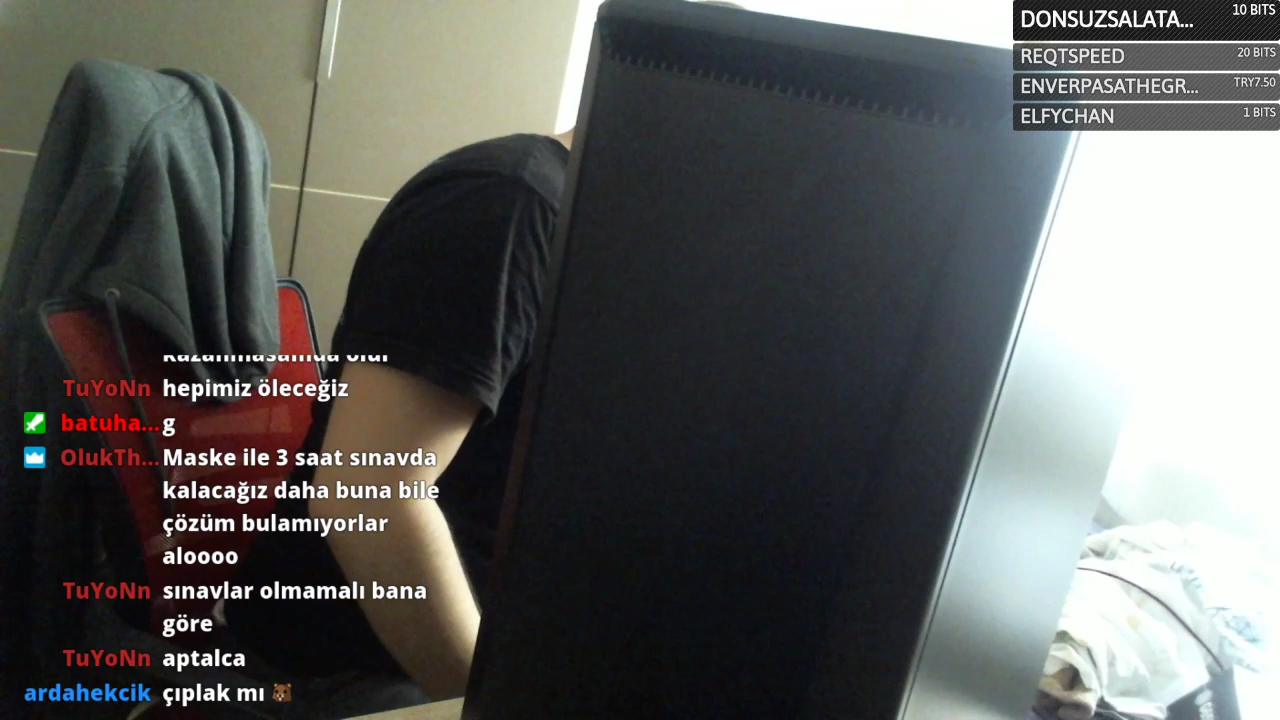 DONSUZSALATA... 10 BITS
REQTSPEED 20 BITS
ENVERPASATHEGR... TRY7.50
ELFYCHAN 1 BITS
TuYoNn hepimiz öleceğiz
batuha... g
OlukTh... Maske ile 3 saat sınavda
kalacağız daha buna bile
çözüm bulamıyorlar
aloooo
TuYoNn sınavlar olmamalı bana
göre
TuYoNn aptalca
ardahekcik çıplak mı 🐻